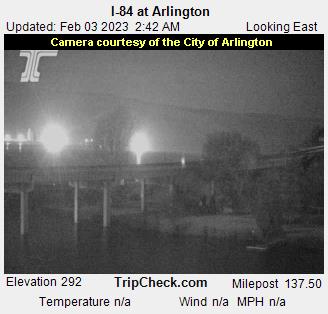 I-84 at Arlington
Updated: Feb 03 2023 2:42 AM Looking East
Camera courtesy of the City of Arlington
Elevation 292 TripCheck.com Milepost 137.50
Temperature n/a Wind n/a MPH n/a